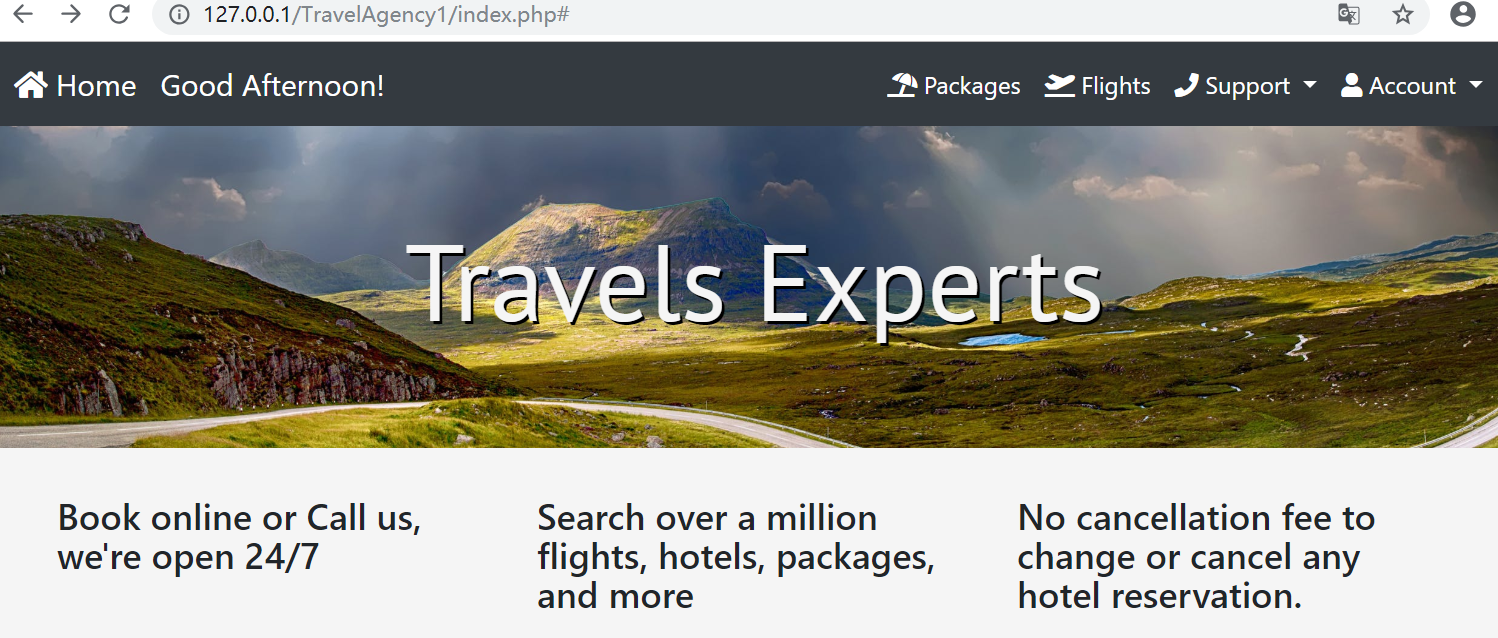 127.0.0.1/TravelAgency1/index.php#
Home Good Afternoon! Packages Flights Support Account
Travels Experts
Book online or Call us,
we're open 24/7
Search over a million
flights, hotels, packages,
and more
No cancellation fee to
change or cancel any
hotel reservation.